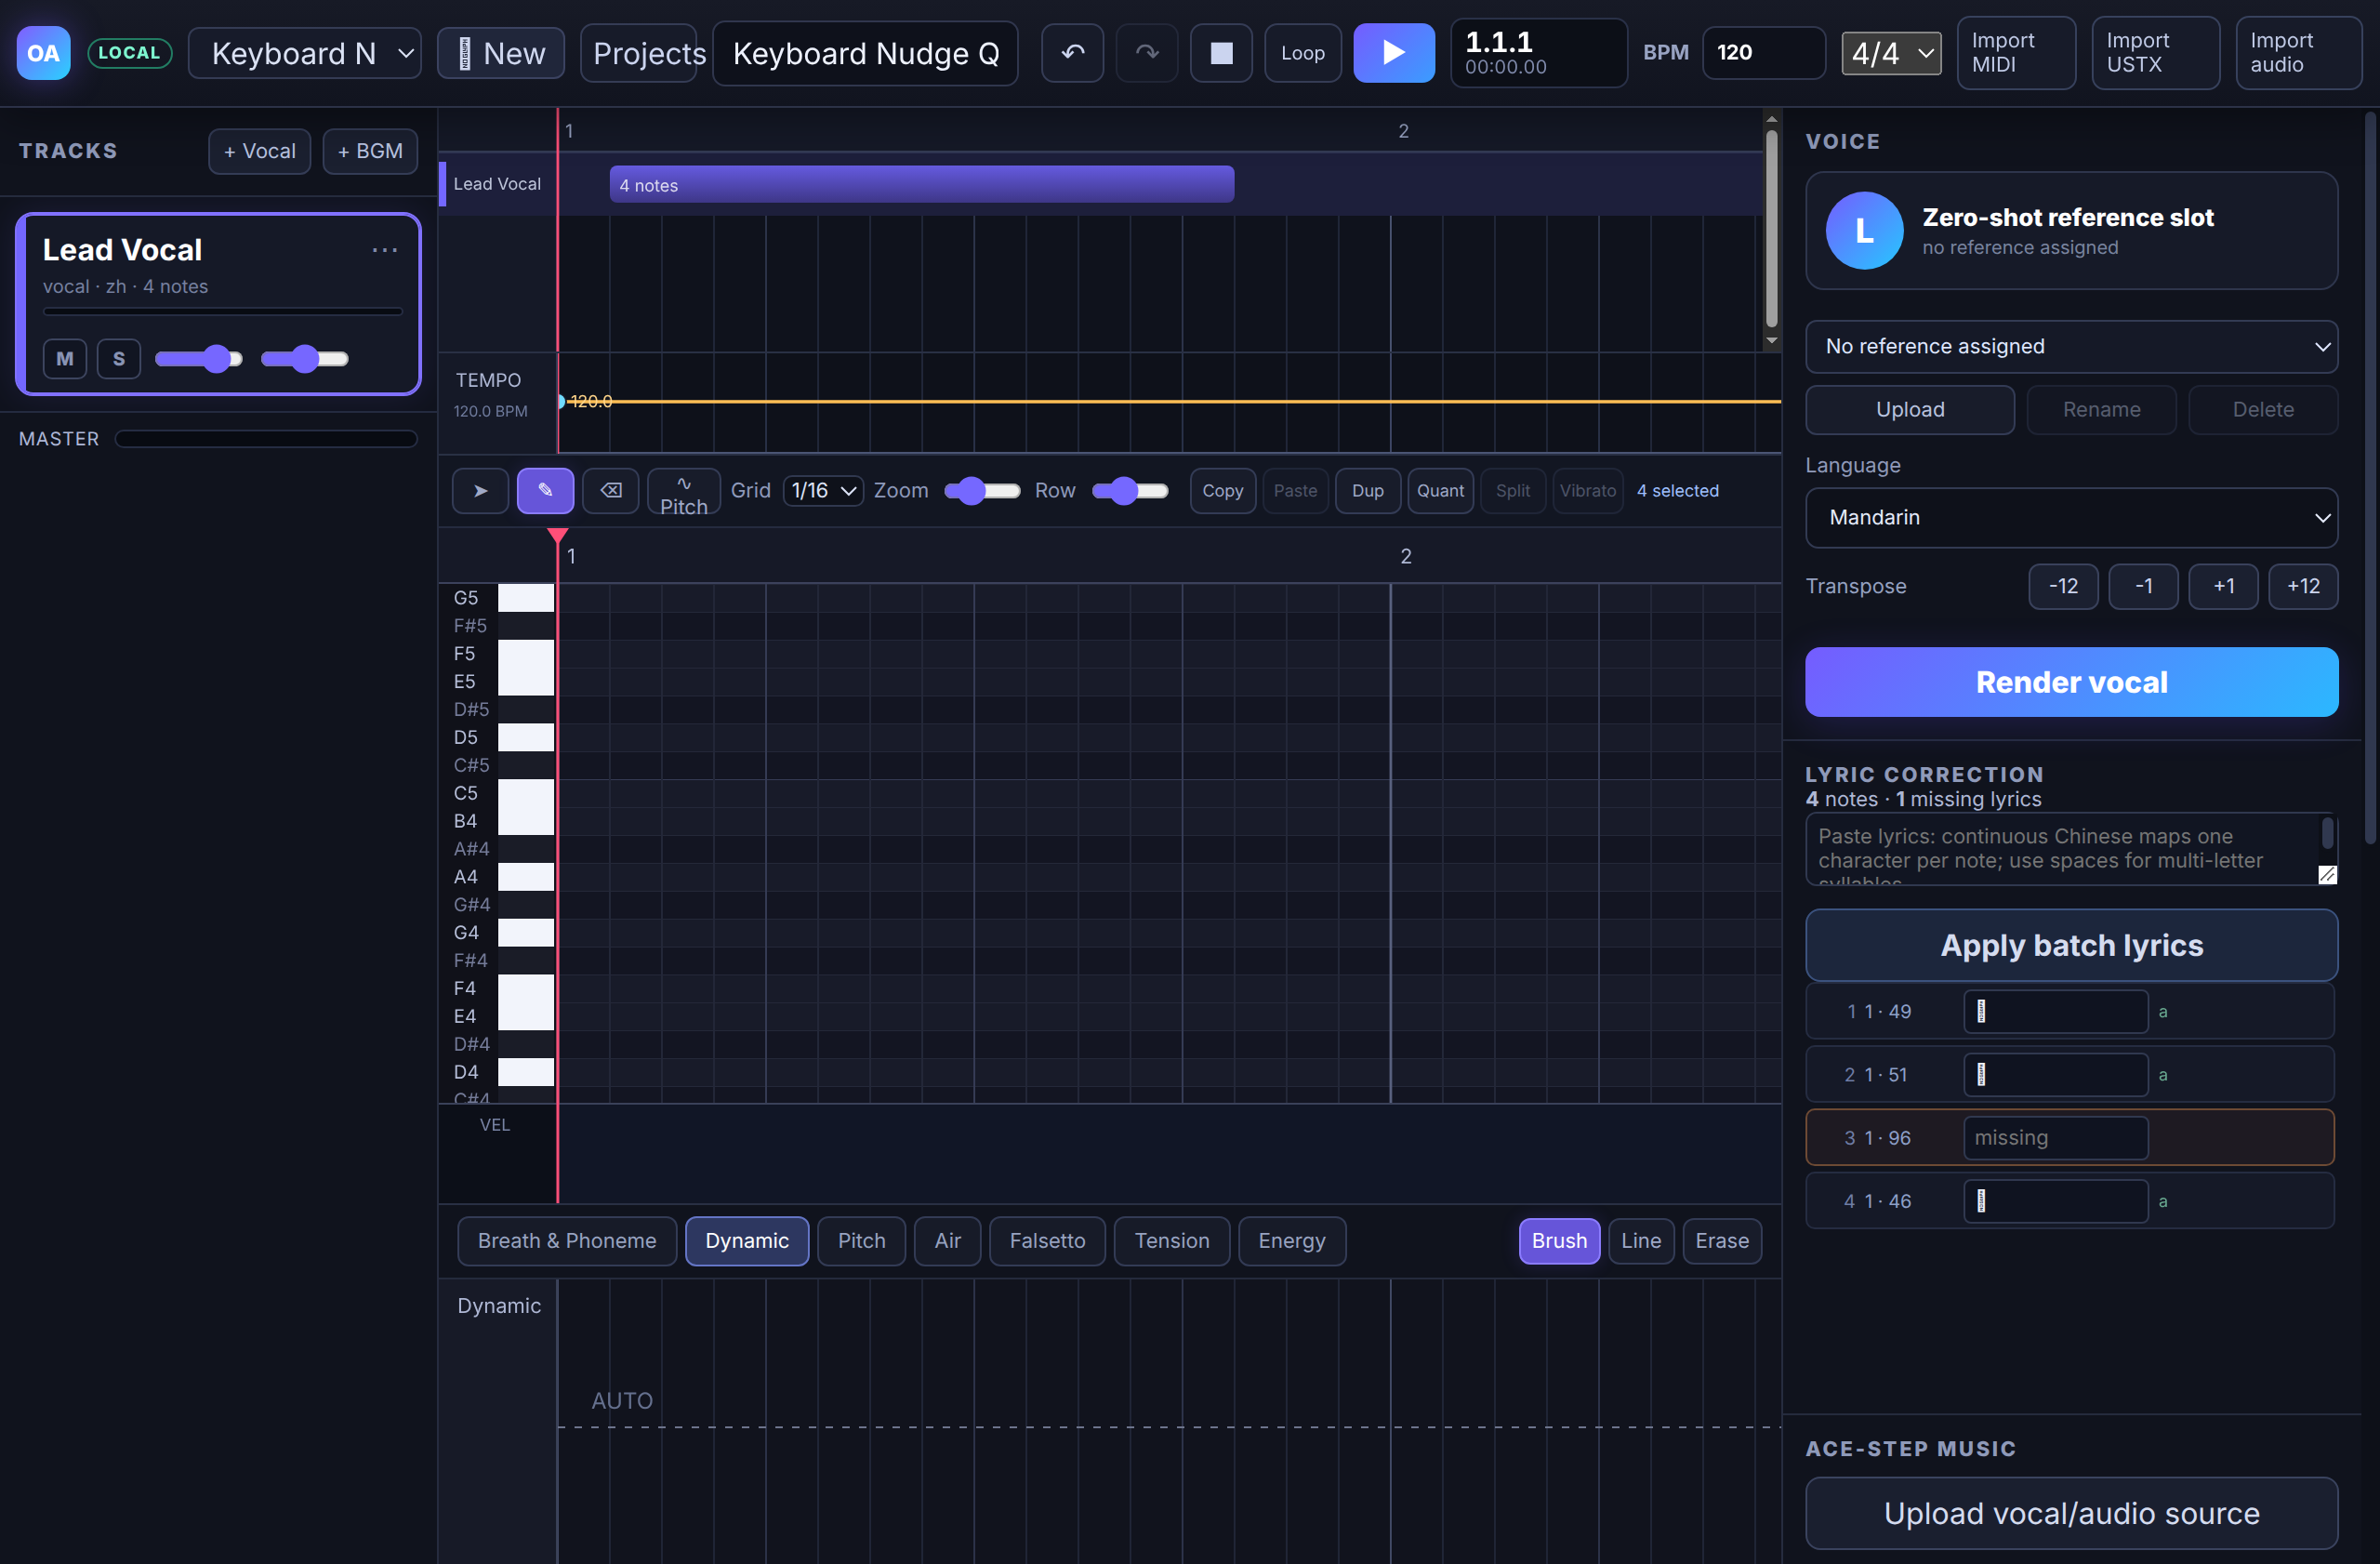 OA
LOCAL
Keyboard N
New
Projects
Keyboard Nudge Q
Loop
1.1.1
00:00.00
BPM
120
4/4
Import MIDI
Import USTX
Import audio
TRACKS
+ Vocal
+ BGM
Lead Vocal
vocal · zh · 4 notes
M
S
MASTER
1
2
Lead Vocal
4 notes
TEMPO
120.0 BPM
120.0
Pitch
Grid
1/16
Zoom
Row
Copy
Paste
Dup
Quant
Split
Vibrato
4 selected
1
2
G5
F#5
F5
E5
D#5
D5
C#5
C5
B4
A#4
A4
G#4
G4
F#4
F4
E4
D#4
D4
C#4
VEL
Breath & Phoneme
Dynamic
Pitch
Air
Falsetto
Tension
Energy
Brush
Line
Erase
Dynamic
AUTO
VOICE
L
Zero-shot reference slot
no reference assigned
No reference assigned
Upload
Rename
Delete
Language
Mandarin
Transpose
-12
-1
+1
+12
Render vocal
LYRIC CORRECTION
4 notes · 1 missing lyrics
Paste lyrics: continuous Chinese maps one
character per note; use spaces for multi-letter
syllables
Apply batch lyrics
1 1 · 49 a
2 1 · 51 a
3 1 · 96 missing
4 1 · 46 a
ACE-STEP MUSIC
Upload vocal/audio source